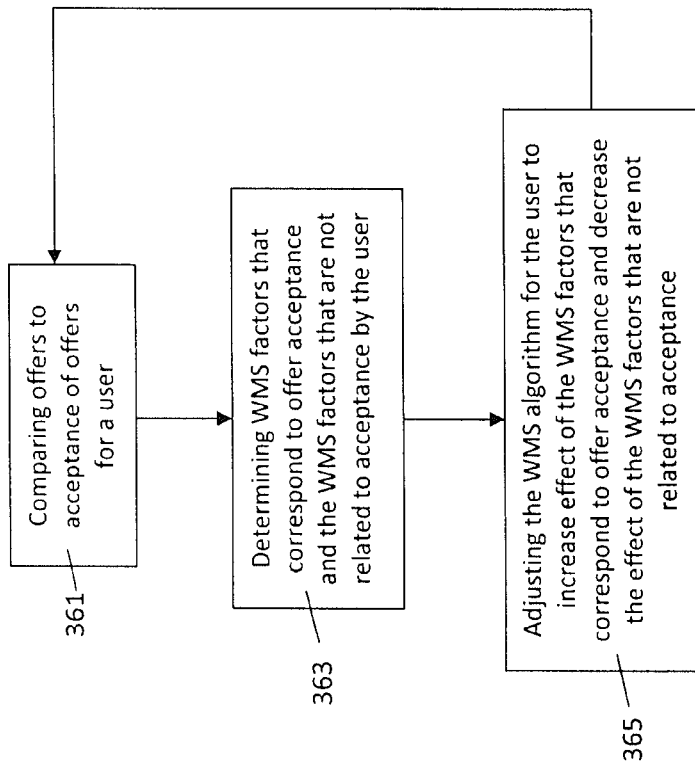 Comparing offers to
acceptance of offers
for a user
361
Determining WMS factors that
correspond to offer acceptance
and the WMS factors that are not
related to acceptance by the user
363
Adjusting the WMS algorithm for the user to
increase effect of the WMS factors that
correspond to offer acceptance and decrease
the effect of the WMS factors that are not
related to acceptance
365